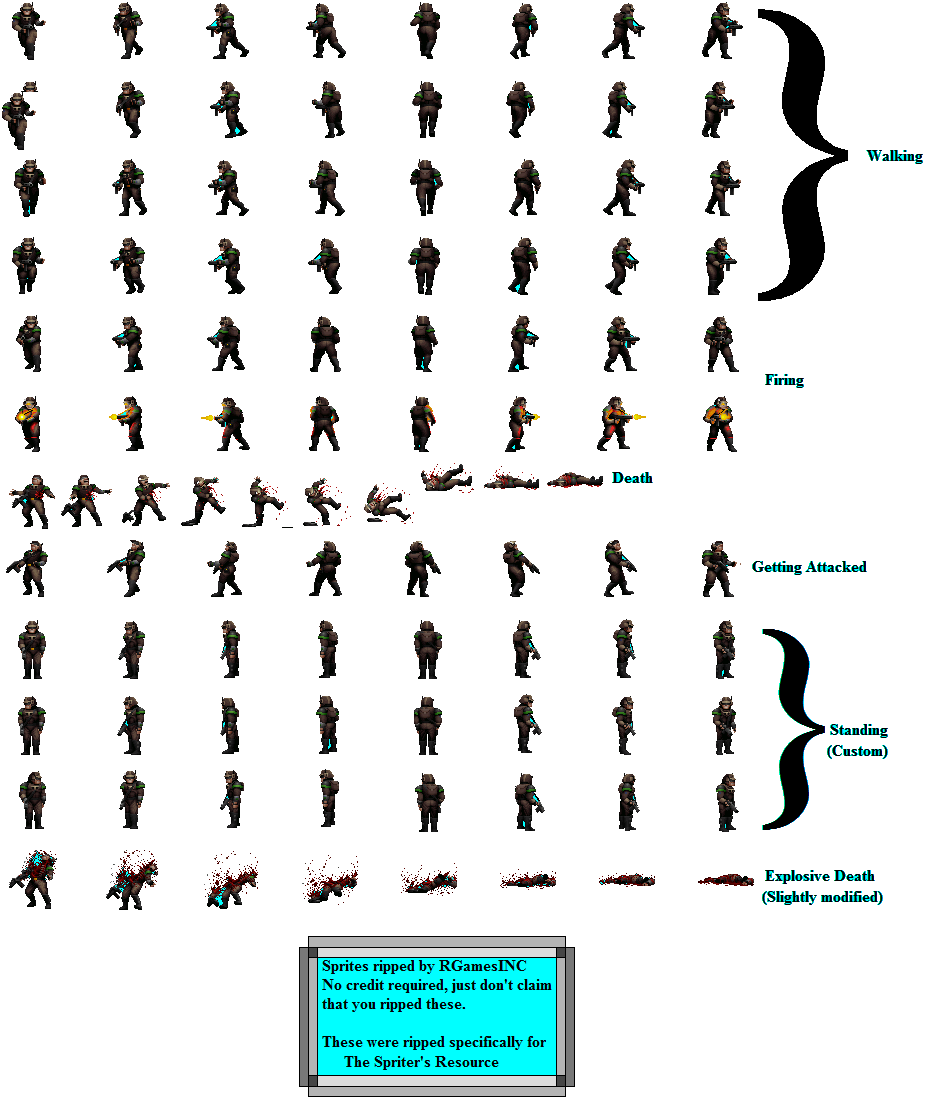 Walking
Firing
Death
Getting Attacked
Standing
(Custom)
Explosive Death
(Slightly modified)
Sprites ripped by RGamesINC
No credit required, just don't claim
that you ripped these.
These were ripped specifically for
The Spriter's Resource